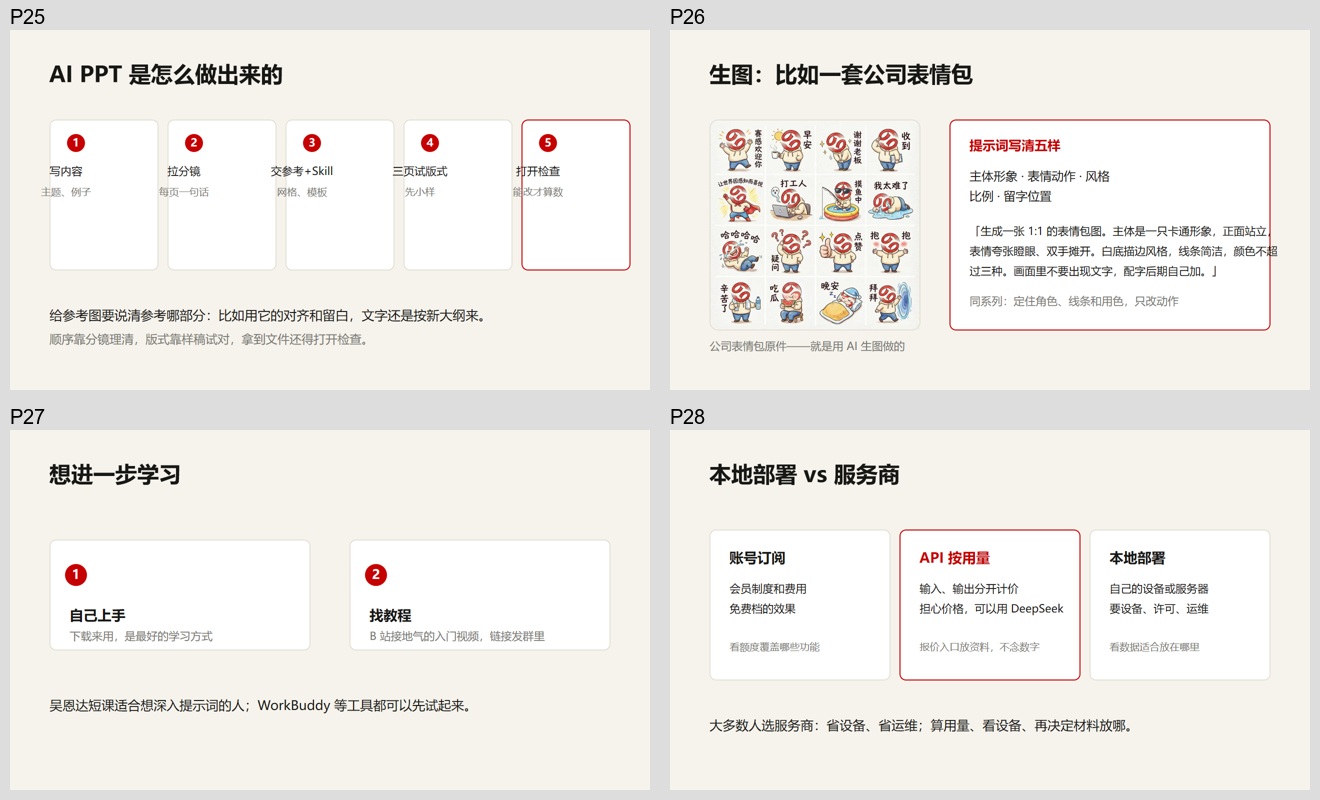 P25
AI PPT 是怎么做出来的
1
写内容
主题、例子
2
拉分镜
每页一句话
3
交参考+Skill
网格、模板
4
三页试版式
先小样
5
打开检查
能改才算数
给参考图要说清参考哪部分：比如用它的对齐和留白，文字还是按新大纲来。
顺序靠分镜理清，版式靠样稿试对，拿到文件还得打开检查。
P26
生图：比如一套公司表情包
赛感欢迎你
早安
谢谢老板
收到
打工人
摸鱼中
我太难了
哈哈哈哈
疑问
点赞
抱抱
辛苦了
吃瓜
晚安
拜拜
公司表情包原件——就是用 AI 生图做的
提示词写清五样
主体形象 · 表情动作 · 风格
比例 · 留字位置
「生成一张 1:1 的表情包图。主体是一只卡通形象，正面站立，
表情夸张瞪眼、双手摊开。白底描边风格，线条简洁，颜色不超
过三种。画面里不要出现文字，配字后期自己加。」
同系列：定住角色、线条和用色，只改动作
P27
想进一步学习
1
自己上手
下载来用，是最好的学习方式
2
找教程
B 站接地气的入门视频，链接发群里
吴恩达短课适合想深入提示词的人；WorkBuddy 等工具都可以先试起来。
P28
本地部署 vs 服务商
账号订阅
会员制度和费用
免费档的效果
看额度覆盖哪些功能
API 按用量
输入、输出分开计价
担心价格，可以用 DeepSeek
报价入口放资料，不念数字
本地部署
自己的设备或服务器
要设备、许可、运维
看数据适合放在哪里
大多数人选服务商：省设备、省运维；算用量、看设备、再决定材料放哪。